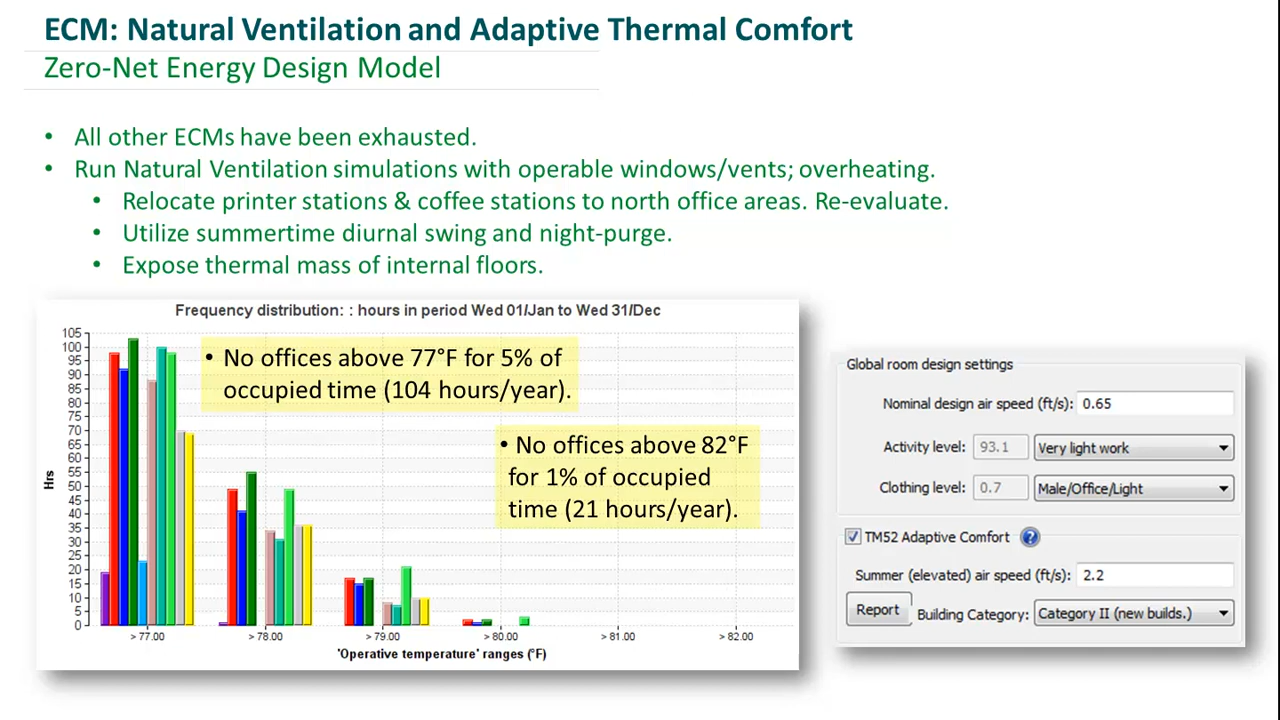 ECM: Natural Ventilation and Adaptive Thermal Comfort
Zero-Net Energy Design Model
• All other ECMs have been exhausted.
• Run Natural Ventilation simulations with operable windows/vents; overheating.
• Relocate printer stations & coffee stations to north office areas. Re-evaluate.
• Utilize summertime diurnal swing and night-purge.
• Expose thermal mass of internal floors.
Frequency distribution: : hours in period Wed 01/Jan to Wed 31/Dec
105
100
95
90
85
80
75
70
65
60
55
50
45
40
35
30
25
20
15
10
5
0
Hrs
• No offices above 77°F for 5% of
occupied time (104 hours/year).
• No offices above 82°F
for 1% of occupied
time (21 hours/year).
> 77.00
> 78.00
> 79.00
> 80.00
> 81.00
> 82.00
'Operative temperature' ranges (°F)
Global room design settings
Nominal design air speed (ft/s): 0.65
Activity level: 93.1 Very light work
Clothing level: 0.7 Male/Office/Light
TM52 Adaptive Comfort ?
Summer (elevated) air speed (ft/s): 2.2
Report Building Category: Category II (new builds.)